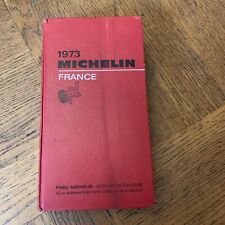 1973
MICHELIN
FRANCE
PNEU MICHELIN - SERVICES DE TOURISME